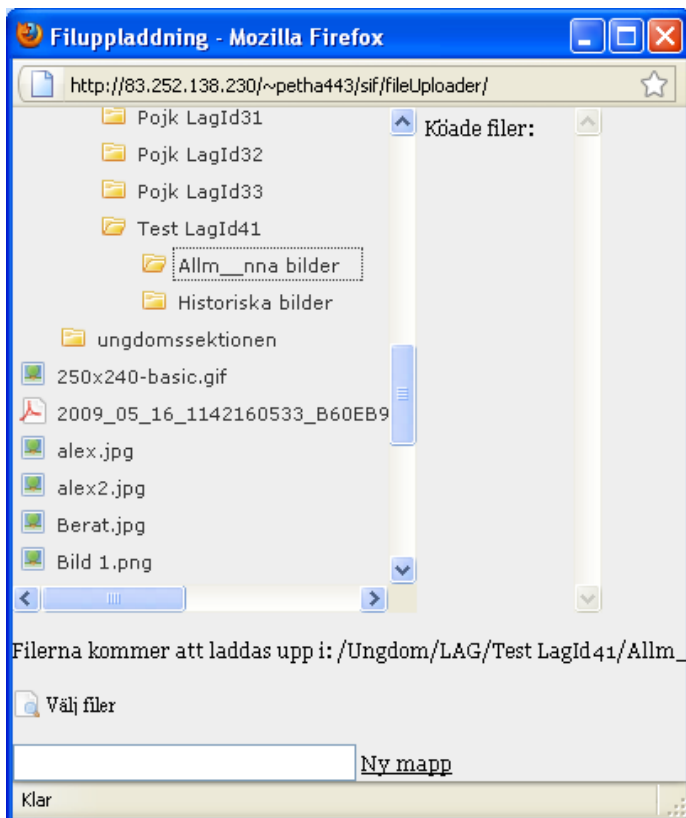 Filuppladdning - Mozilla Firefox
http://83.252.138.230/~petha443/sif/fileUploader/
Pojk LagId31
Pojk LagId32
Pojk LagId33
Test LagId41
Allm__nna bilder
Historiska bilder
ungdomssektionen
250x240-basic.gif
2009_05_16_1142160533_B60EB9
alex.jpg
alex2.jpg
Berat.jpg
Bild 1.png
Köade filer:
Filerna kommer att laddas upp i: /Ungdom/LAG/Test LagId41/Allm_
Välj filer
Ny mapp
Klar